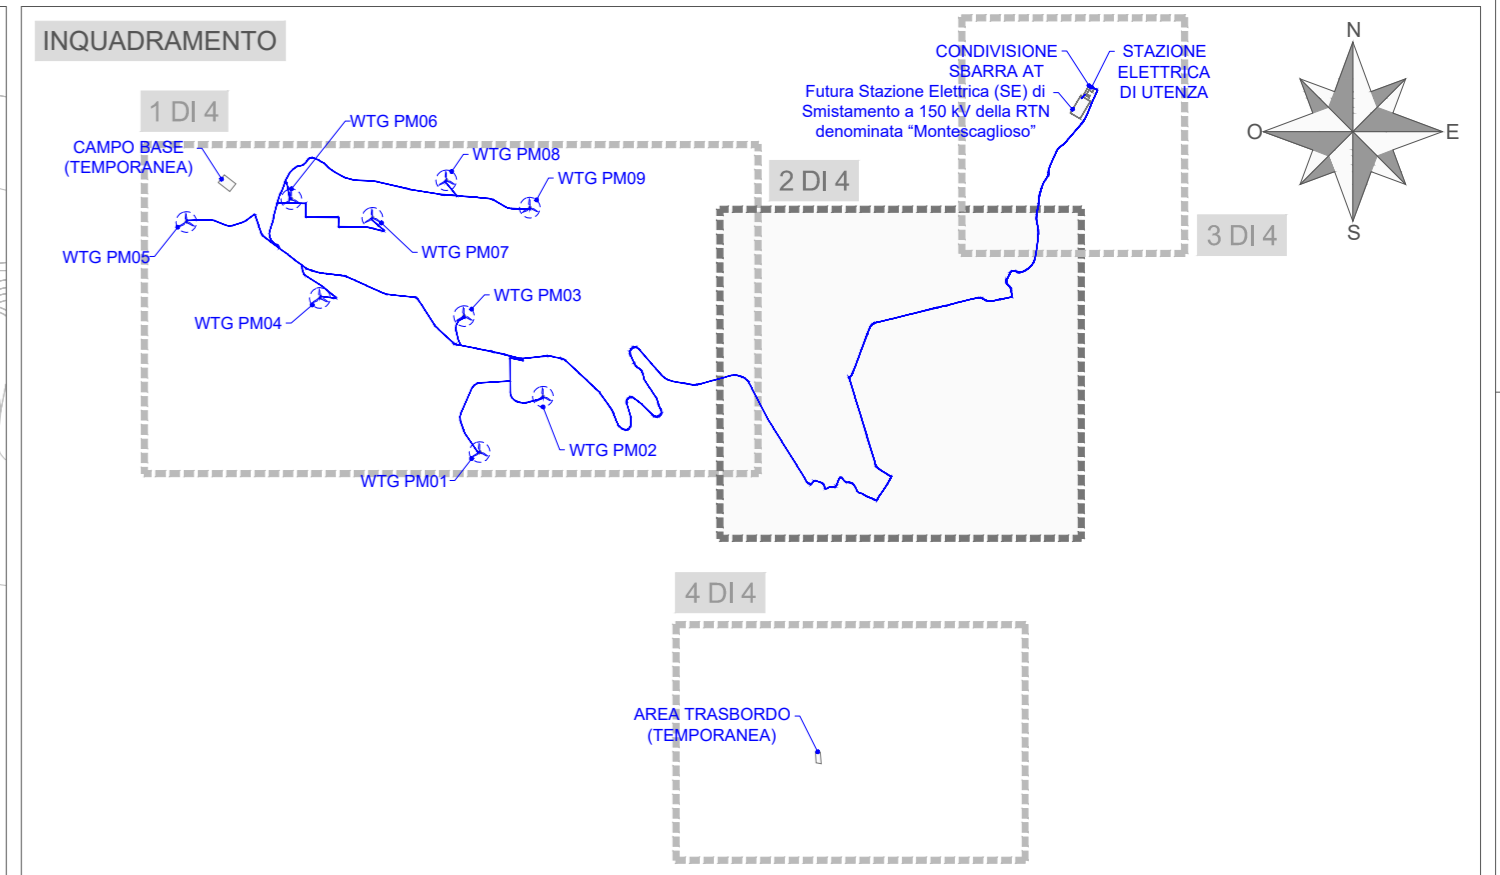 INQUADRAMENTO
1 DI 4
CAMPO BASE
(TEMPORANEA)
WTG PM06
WTG PM08
WTG PM09
WTG PM05
WTG PM07
WTG PM04
WTG PM03
WTG PM02
WTG PM01
2 DI 4
CONDIVISIONE
SBARRA AT
STAZIONE
ELETTRICA
DI UTENZA
Futura Stazione Elettrica (SE) di
Smistamento a 150 kV della RTN
denominata “Montescaglioso”
3 DI 4
N
O
E
S
4 DI 4
AREA TRASBORDO
(TEMPORANEA)